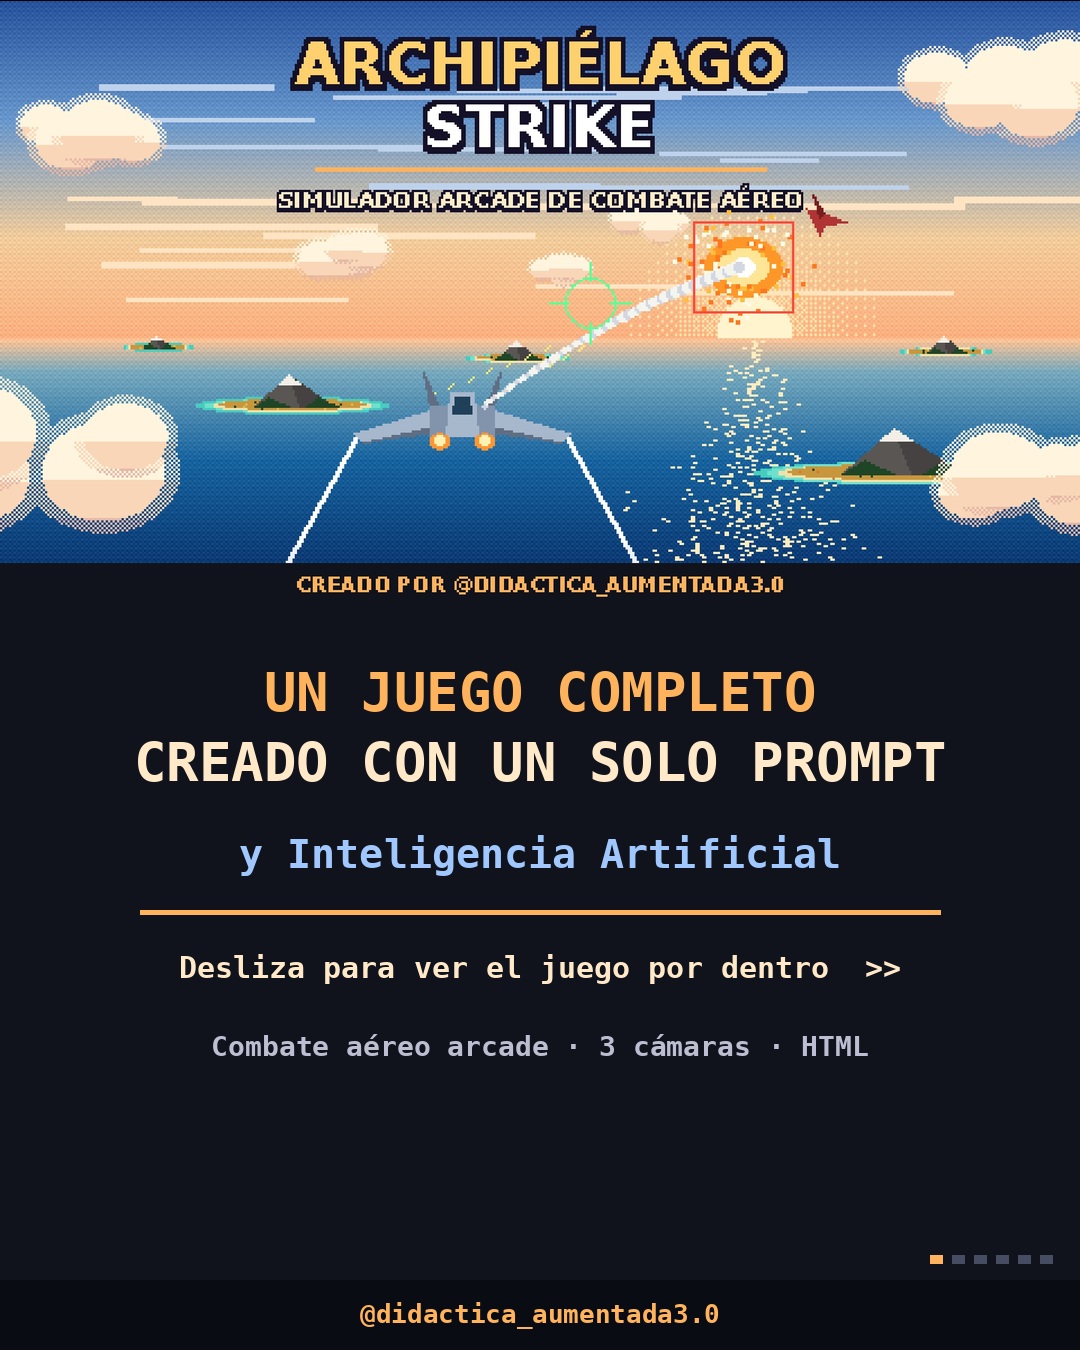 ARCHIPIÉLAGO
STRIKE
SIMULADOR ARCADE DE COMBATE AÉREO
CREADO POR @DIDACTICA_AUMENTADA3.0
UN JUEGO COMPLETO
CREADO CON UN SOLO PROMPT
y Inteligencia Artificial
Desliza para ver el juego por dentro >>
Combate aéreo arcade · 3 cámaras · HTML
@didactica_aumentada3.0